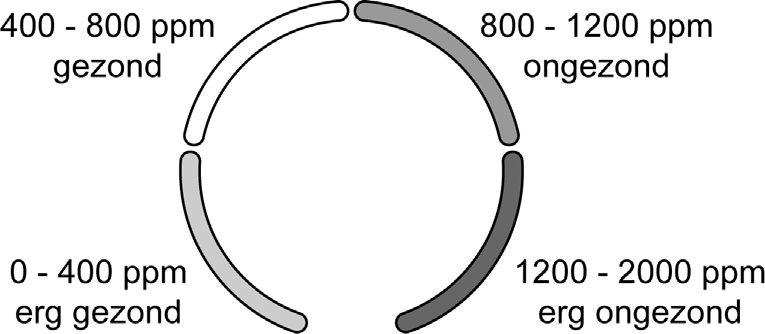 400 - 800 ppm
gezond
800 - 1200 ppm
ongezond
0 - 400 ppm
erg gezond
1200 - 2000 ppm
erg ongezond